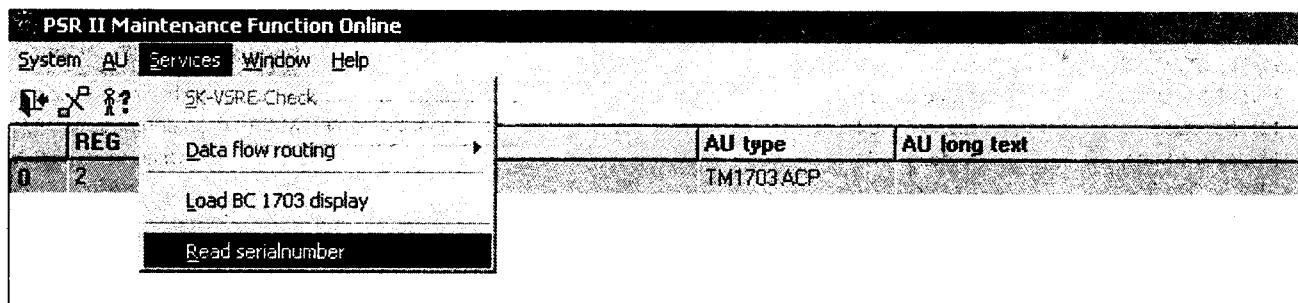 PSR II Maintenance Function Online
System AU Services Window Help
SK-VSRE-Check
REG AU type AU long text
Data flow routing
0 2 TM1703 ACP
Load BC 1703 display
Read serialnumber